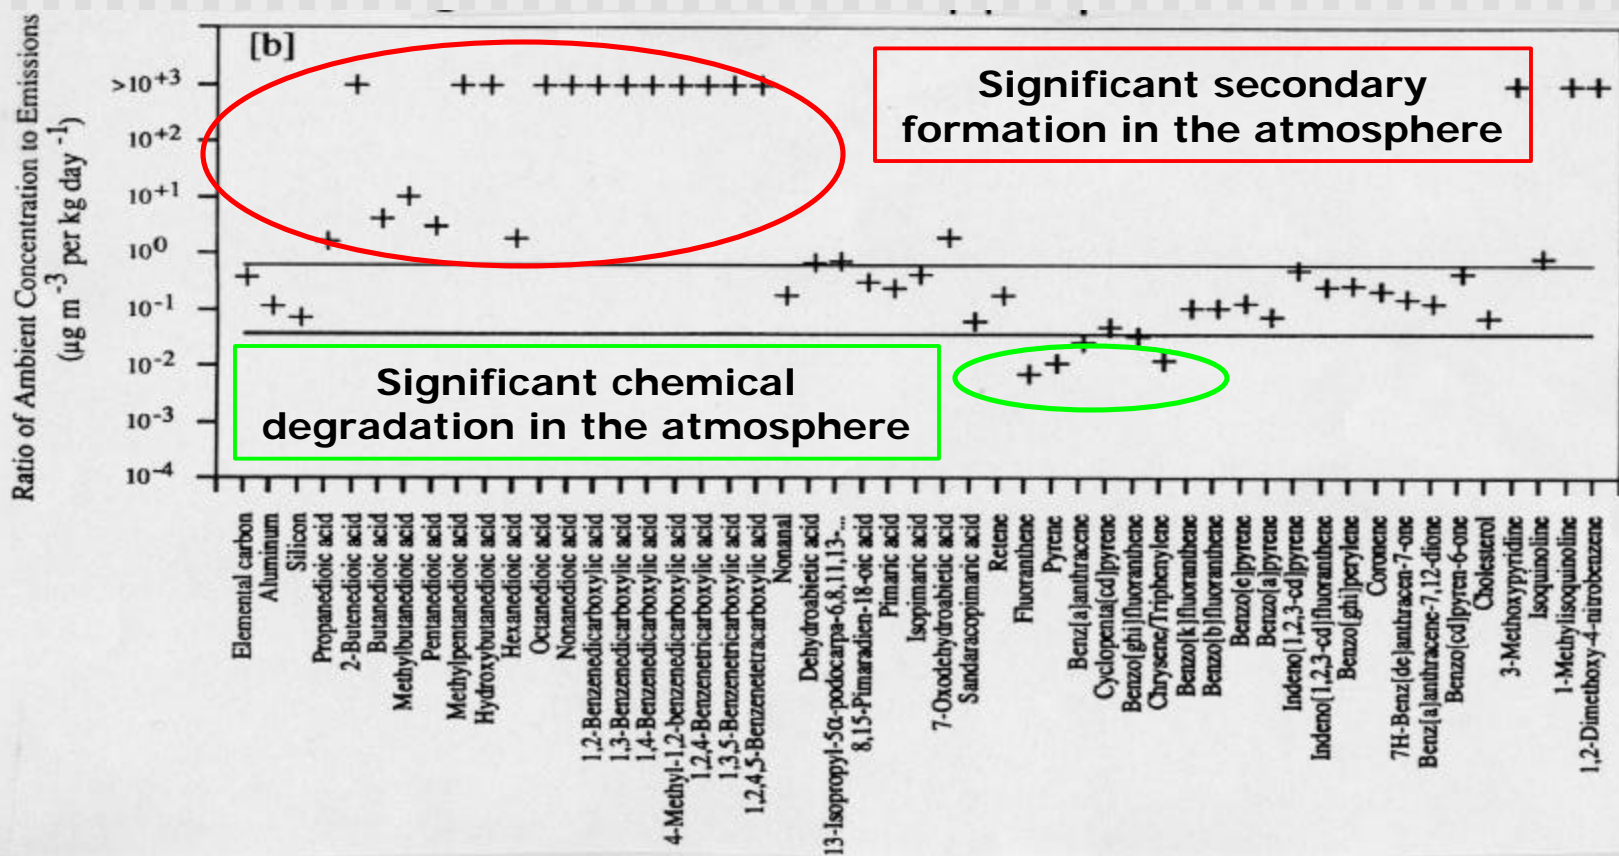 [b]
Significant secondary
formation in the atmosphere
Significant chemical
degradation in the atmosphere
Ratio of Ambient Concentration to Emissions
(μg m⁻³ per kg day ⁻¹)
>10⁺³
10⁺²
10⁺¹
10⁰
10⁻¹
10⁻²
10⁻³
10⁻⁴
Elemental carbon
Aluminum
Silicon
Propanedioic acid
2-Butenedioic acid
Butanedioic acid
Methylbutanedioic acid
Pentanedioic acid
Methylpentanedioic acid
Hydroxybutanedioic acid
Hexanedioic acid
Octanedioic acid
Nonanedioic acid
1,2-Benzenedicarboxylic acid
1,3-Benzenedicarboxylic acid
1,4-Benzenedicarboxylic acid
4-Methyl-1,2-benzenedicarboxylic acid
1,2,4-Benzenetricarboxylic acid
1,3,5-Benzenetricarboxylic acid
1,2,4,5-Benzenetetracarboxylic acid
Nonanal
Dehydroabietic acid
13-Isopropyl-5α-podocarpa-6,8,11,13-...
8,15-Pimaradien-18-oic acid
Pimaric acid
Isopimaric acid
7-Oxodehydroabietic acid
Sandaracopimaric acid
Retene
Fluoranthene
Pyrene
Benz[a]anthracene
Cyclopenta[cd]pyrene
Benzo[ghi]fluoranthene
Chrysene/Triphenylene
Benzo[k]fluoranthene
Benzo[b]fluoranthene
Benzo[e]pyrene
Benzo[a]pyrene
Indeno[1,2,3-cd]pyrene
Indeno[1,2,3-cd]fluoranthene
Benzo[ghi]perylene
Coronene
7H-Benz[de]anthracen-7-one
Benz[a]anthracene-7,12-dione
Benzo[cd]pyren-6-one
Cholesterol
3-Methoxypyridine
Isoquinoline
1-Methylisoquinoline
1,2-Dimethoxy-4-nitrobenzene